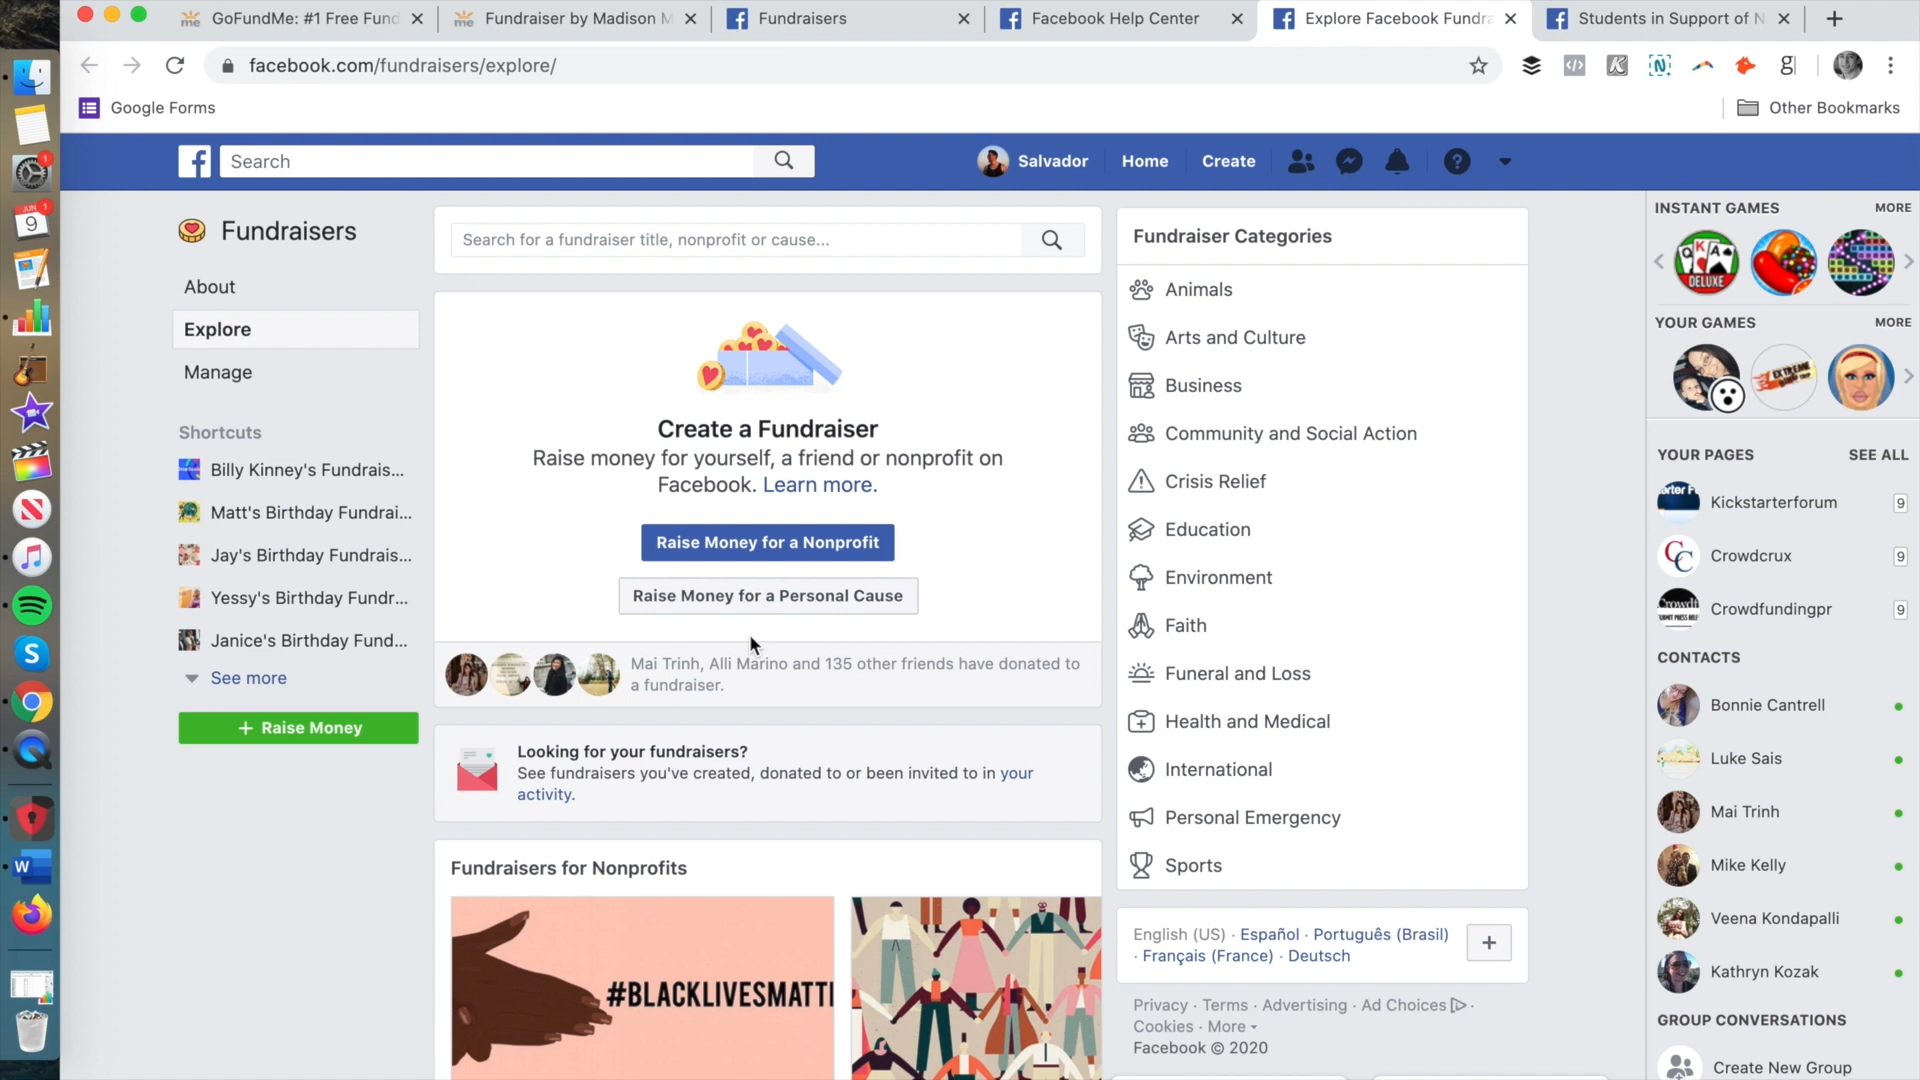 GoFundMe: #1 Free Fund
Fundraiser by Madison M
Fundraisers
Facebook Help Center
Explore Facebook Fundra
Students in Support of N
facebook.com/fundraisers/explore/
Google Forms
Other Bookmarks
Search
Salvador
Home
Create
Fundraisers
About
Explore
Manage
Shortcuts
Billy Kinney's Fundrais...
Matt's Birthday Fundrai...
Jay's Birthday Fundrais...
Yessy's Birthday Fundr...
Janice's Birthday Fund...
See more
+ Raise Money
Search for a fundraiser title, nonprofit or cause...
Create a Fundraiser
Raise money for yourself, a friend or nonprofit on
Facebook. Learn more.
Raise Money for a Nonprofit
Raise Money for a Personal Cause
Mai Trinh, Alli Marino and 135 other friends have donated to
a fundraiser.
Looking for your fundraisers?
See fundraisers you've created, donated to or been invited to in your
activity.
Fundraisers for Nonprofits
#BLACKLIVESMATT
Fundraiser Categories
Animals
Arts and Culture
Business
Community and Social Action
Crisis Relief
Education
Environment
Faith
Funeral and Loss
Health and Medical
International
Personal Emergency
Sports
English (US) · Español · Português (Brasil)
· Français (France) · Deutsch
Privacy · Terms · Advertising · Ad Choices ·
Cookies · More
Facebook © 2020
INSTANT GAMES MORE
DELUXE
YOUR GAMES MORE
EXTREME
YOUR PAGES SEE ALL
Kickstarterforum 9
Crowdcrux 9
Crowdfundingpr 9
CONTACTS
Bonnie Cantrell
Luke Sais
Mai Trinh
Mike Kelly
Veena Kondapalli
Kathryn Kozak
GROUP CONVERSATIONS
Create New Group